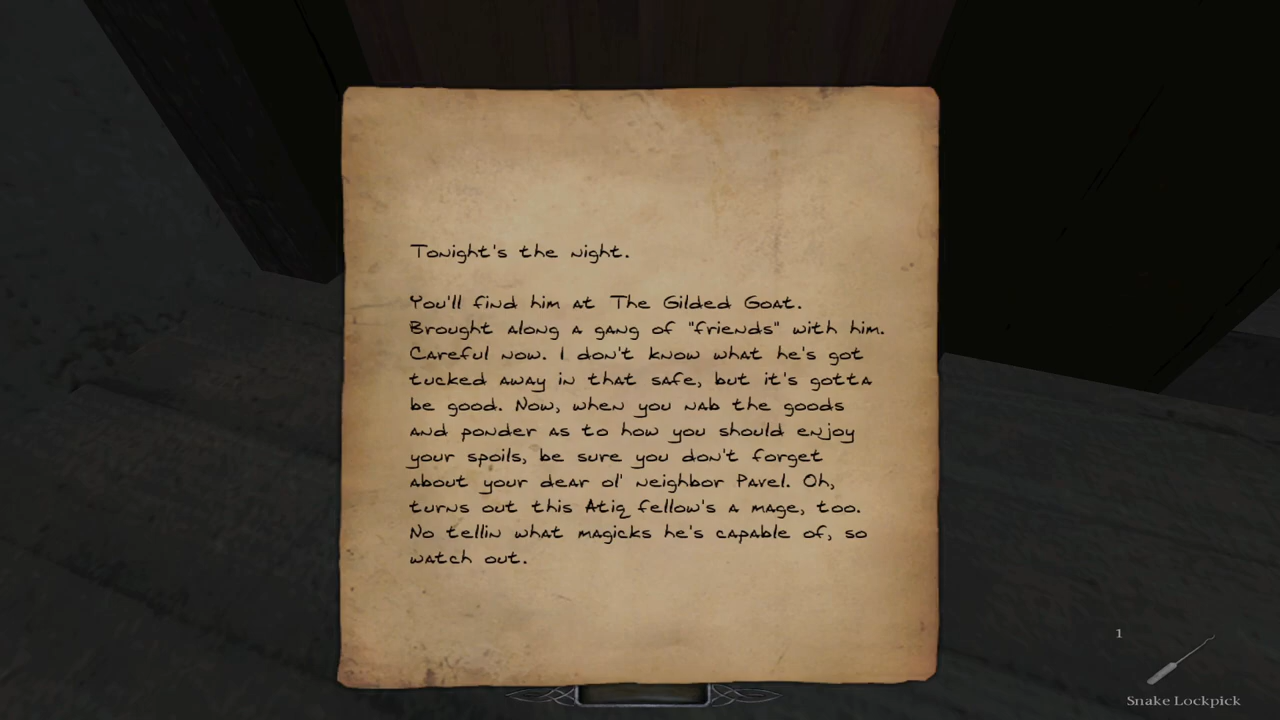 Tonight's the night.
You'll find him at The Gilded Goat.
Brought along a gang of "friends" with him.
Careful now. I don't know what he's got
tucked away in that safe, but it's gotta
be good. Now, when you nab the goods
and ponder as to how you should enjoy
your spoils, be sure you don't forget
about your dear ol' neighbor Pavel. Oh,
turns out this Atiq fellow's a mage, too.
No tellin what magicks he's capable of, so
watch out.
1
Snake Lockpick